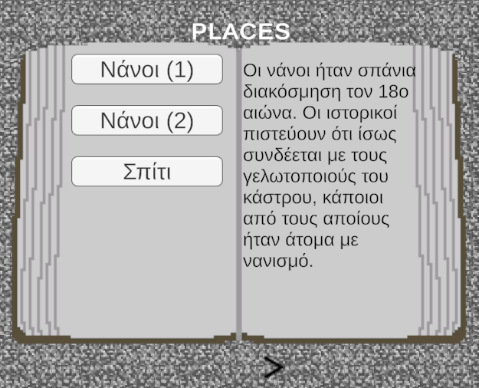 PLACES
Νάνοι (1)
Νάνοι (2)
Σπίτι
Οι νάνοι ήταν σπάνια
διακόσμηση τον 18ο
αιώνα. Οι ιστορικοί
πιστεύουν ότι ίσως
συνδέεται με τους
γελωτοποιούς του
κάστρου, κάποιοι
από τους αποίους
ήταν άτομα με
νανισμό.
>